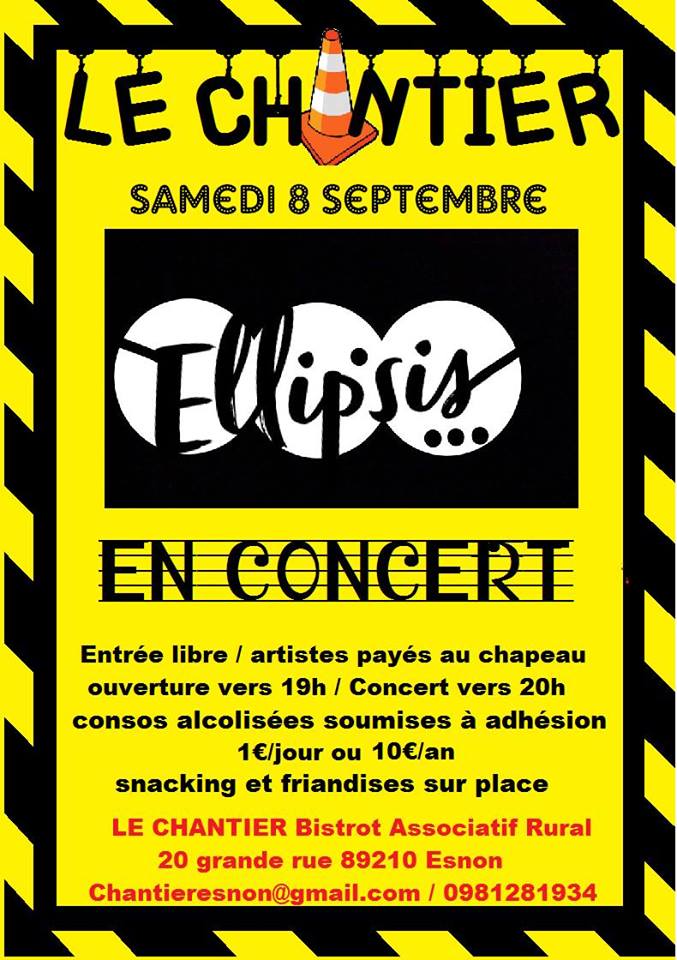 LE CHANTIER
SAMEDI 8 SEPTEMBRE
Ellipsis
EN CONCERT
Entrée libre / artistes payés au chapeau
ouverture vers 19h / Concert vers 20h
consos alcolisées soumises à adhésion
1€/jour ou 10€/an
snacking et friandises sur place
LE CHANTIER Bistrot Associatif Rural
20 grande rue 89210 Esnon
Chantieresnon@gmail.com / 0981281934